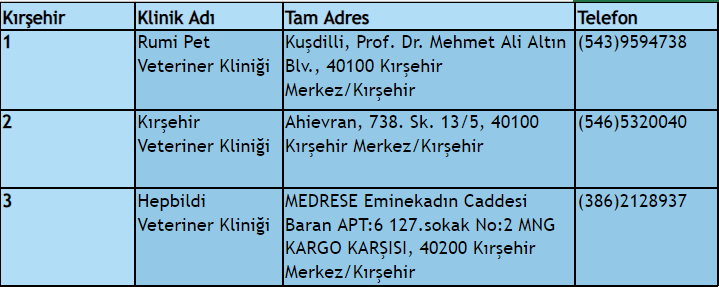 Kırşehir Klinik Adı Tam Adres Telefon
1 Rumi Pet Kuşdilli, Prof. Dr. Mehmet Ali Altın (543)9594738
Veteriner Kliniği Blv., 40100 Kırşehir
Merkez/Kırşehir
2 Kırşehir Ahievran, 738. Sk. 13/5, 40100 (546)5320040
Veteriner Kliniği Kırşehir Merkez/Kırşehir
3 Hepbildi MEDRESE Eminekadın Caddesi (386)2128937
Veteriner Kliniği Baran APT:6 127.sokak No:2 MNG
KARGO KARŞISI, 40200 Kırşehir
Merkez/Kırşehir